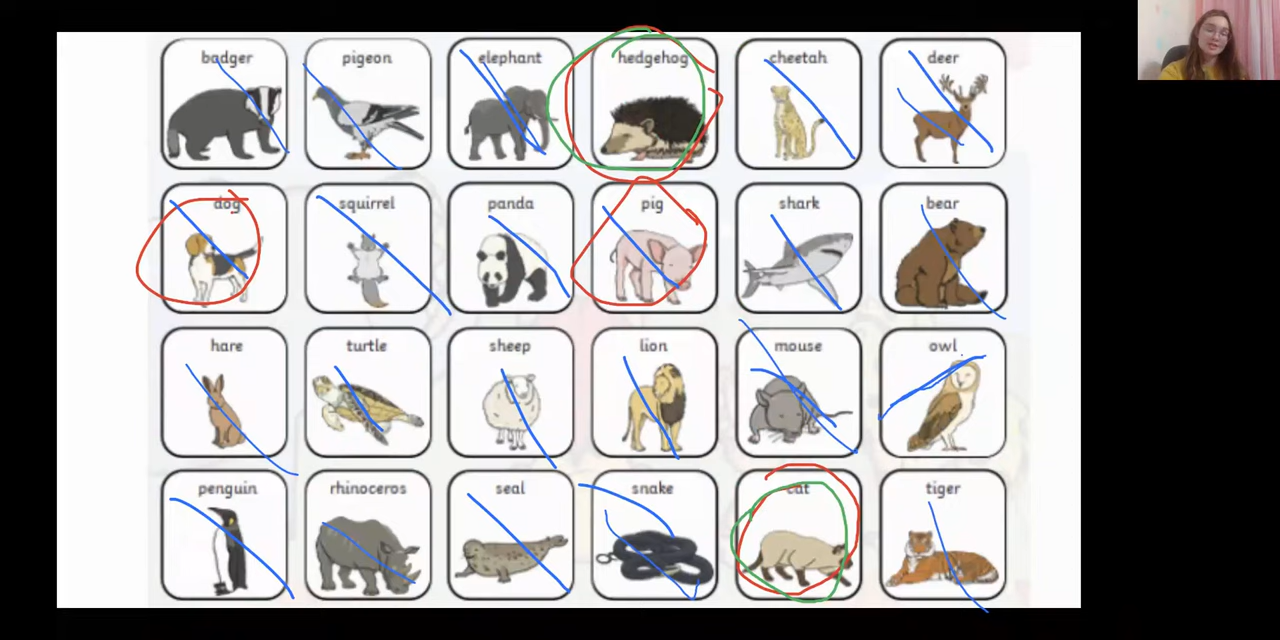 badger pigeon elephant hedgehog cheetah deer
dog squirrel panda pig shark bear
hare turtle sheep lion mouse owl
penguin rhinoceros seal snake cat tiger